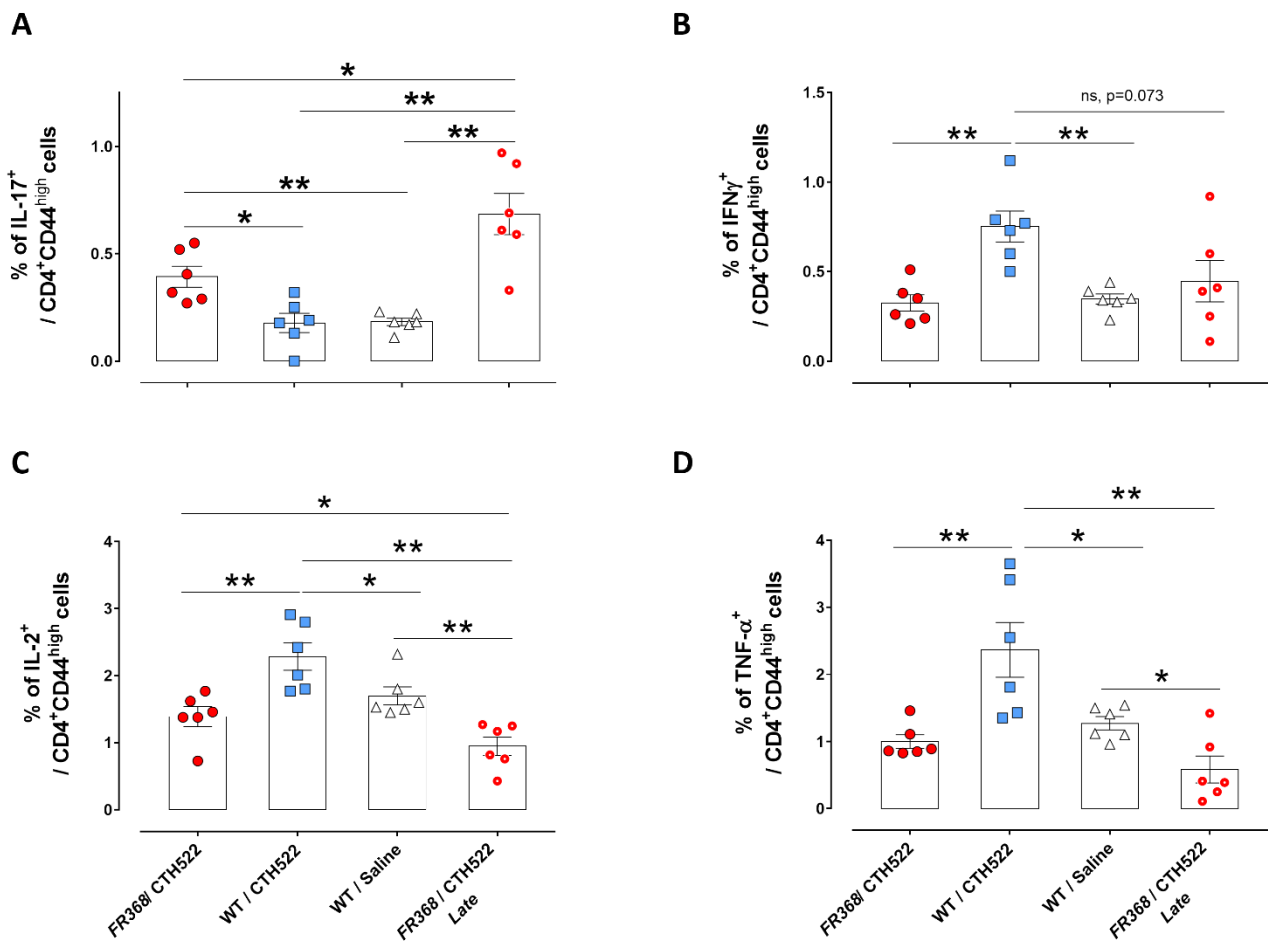 A
% of IL-17+
/ CD4+CD44high cells
1.0
0.5
0.0
*
**
**
**
*
B
% of IFNγ+
/ CD4+CD44high cells
1.5
1.0
0.5
0.0
ns, p=0.073
**
**
C
% of IL-2+
/ CD4+CD44high cells
4
3
2
1
0
*
**
**
*
**
FR368/ CTH522
WT / CTH522
WT / Saline
FR368 / CTH522
Late
D
% of TNF-α+
/ CD4+CD44high cells
4
3
2
1
0
**
**
*
*
FR368/ CTH522
WT / CTH522
WT / Saline
FR368 / CTH522
Late